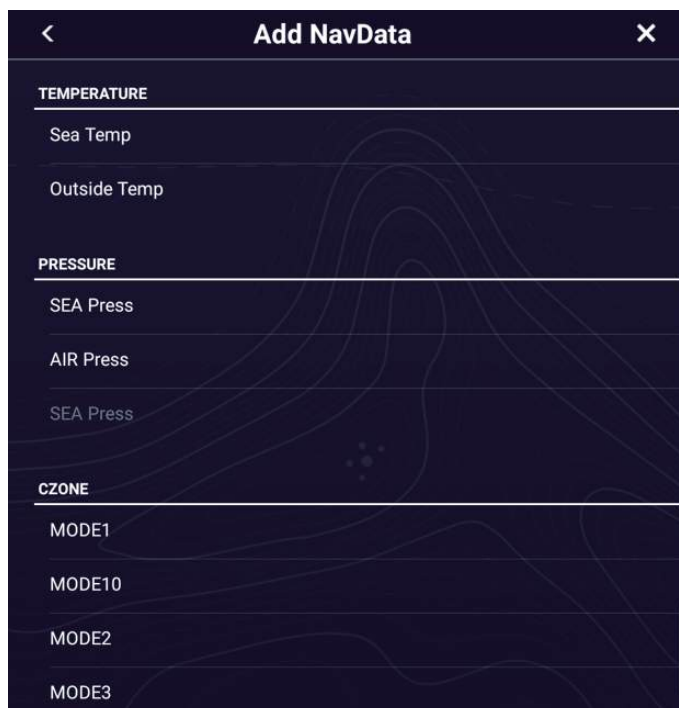 Add NavData
TEMPERATURE
Sea Temp
Outside Temp
PRESSURE
SEA Press
AIR Press
SEA Press
CZONE
MODE1
MODE10
MODE2
MODE3